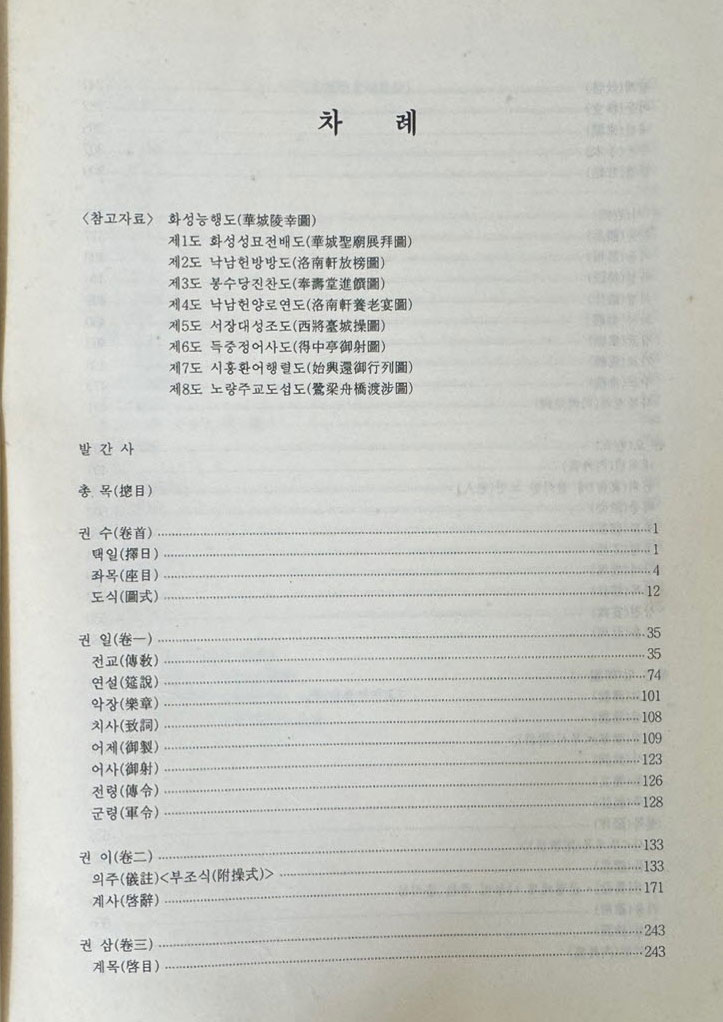 차 례
〈참고자료〉 화성능행도(華城陵幸圖)
제1도 화성성묘전배도(華城聖廟展拜圖)
제2도 낙남헌방방도(洛南軒放榜圖)
제3도 봉수당진찬도(奉壽堂進饌圖)
제4도 낙남헌양로연도(洛南軒養老宴圖)
제5도 서장대성조도(西將臺城操圖)
제6도 득중정어사도(得中亭御射圖)
제7도 시흥환어행렬도(始興還御行列圖)
제8도 노량주교도섭도(鷺梁舟橋渡涉圖)
발 간 사
총 목(摠目)
권 수(卷首) 1
택일(擇日) 1
좌목(座目) 4
도식(圖式) 12
권 일(卷一) 35
전교(傳敎) 35
연설(筵說) 74
악장(樂章) 101
치사(致詞) 108
어제(御製) 109
어사(御射) 123
전령(傳令) 126
군령(軍令) 128
권 이(卷二) 133
의주(儀註)<부조식(附操式)> 133
계사(啓辭) 171
권 삼(卷三) 243
계목(啓目) 243